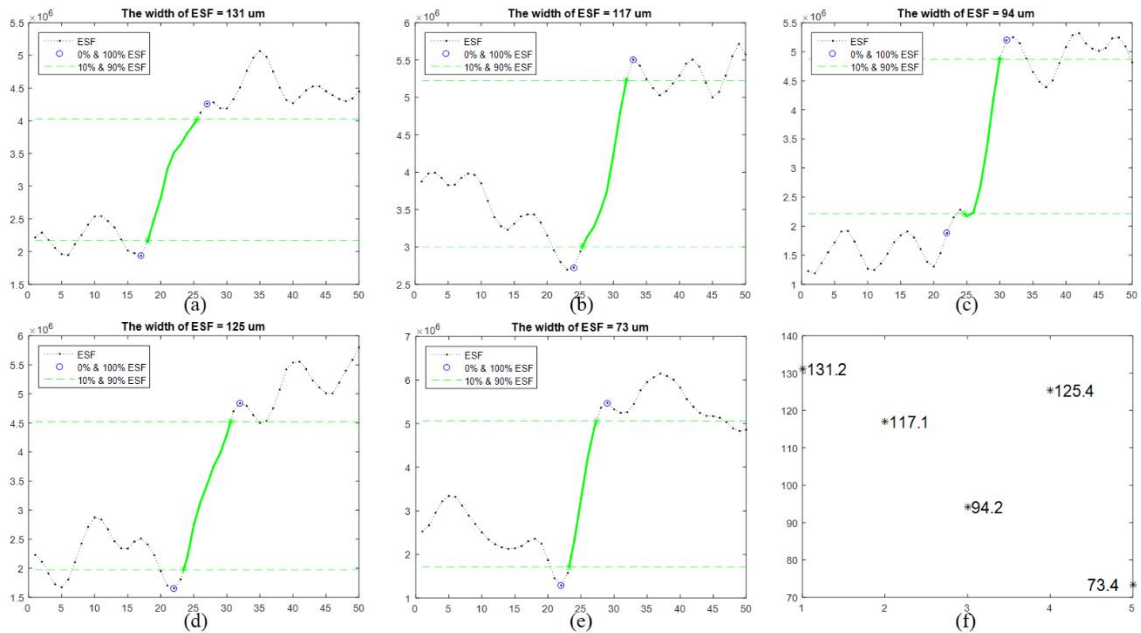 The width of ESF = 131 um
×10^6
5.5
5
4.5
4
3.5
3
2.5
2
1.5
ESF
0% & 100% ESF
10% & 90% ESF
0 5 10 15 20 25 30 35 40 45 50
(a)
The width of ESF = 117 um
×10^6
6
5.5
5
4.5
4
3.5
3
2.5
ESF
0% & 100% ESF
10% & 90% ESF
0 5 10 15 20 25 30 35 40 45 50
(b)
The width of ESF = 94 um
×10^6
5.5
5
4.5
4
3.5
3
2.5
2
1.5
1
ESF
0% & 100% ESF
10% & 90% ESF
0 5 10 15 20 25 30 35 40 45 50
(c)
The width of ESF = 125 um
×10^6
6
5.5
5
4.5
4
3.5
3
2.5
2
1.5
ESF
0% & 100% ESF
10% & 90% ESF
0 5 10 15 20 25 30 35 40 45 50
(d)
The width of ESF = 73 um
×10^6
7
6
5
4
3
2
1
ESF
0% & 100% ESF
10% & 90% ESF
0 5 10 15 20 25 30 35 40 45 50
(e)
140
130
120
110
100
90
80
70
131.2
117.1
94.2
125.4
73.4
1 2 3 4 5
(f)